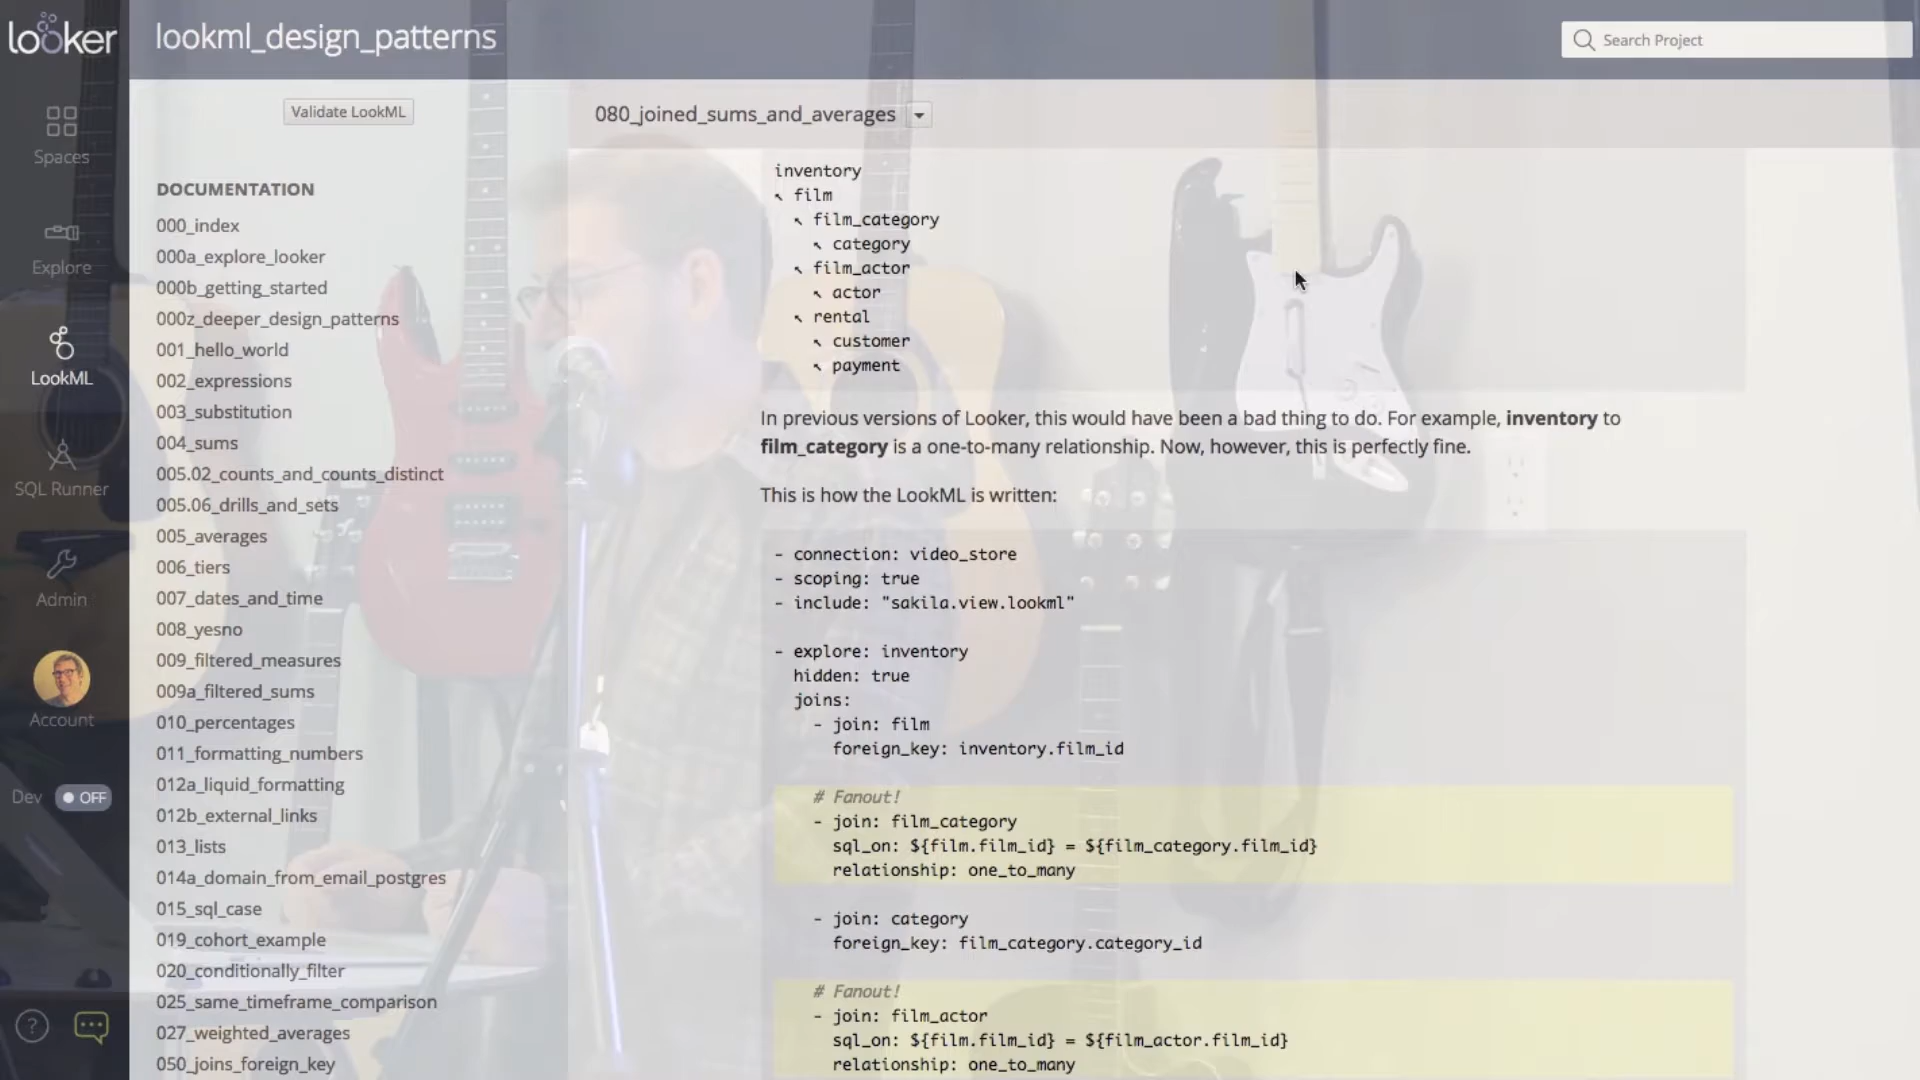 looker
lookml_design_patterns
Search Project
Validate LookML
080_joined_sums_and_averages
Spaces
Explore
LookML
SQL Runner
Admin
Account
Dev
OFF
DOCUMENTATION
000_index
000a_explore_looker
000b_getting_started
000z_deeper_design_patterns
001_hello_world
002_expressions
003_substitution
004_sums
005.02_counts_and_counts_distinct
005.06_drills_and_sets
005_averages
006_tiers
007_dates_and_time
008_yesno
009_filtered_measures
009a_filtered_sums
010_percentages
011_formatting_numbers
012a_liquid_formatting
012b_external_links
013_lists
014a_domain_from_email_postgres
015_sql_case
019_cohort_example
020_conditionally_filter
025_same_timeframe_comparison
027_weighted_averages
050_joins_foreign_key
inventory
↖ film
↖ film_category
↖ category
↖ film_actor
↖ actor
↖ rental
↖ customer
↖ payment
In previous versions of Looker, this would have been a bad thing to do. For example, inventory to
film_category is a one-to-many relationship. Now, however, this is perfectly fine.
This is how the LookML is written:
- connection: video_store
- scoping: true
- include: "sakila.view.lookml"
- explore: inventory
hidden: true
joins:
- join: film
foreign_key: inventory.film_id
# Fanout!
- join: film_category
sql_on: ${film.film_id} = ${film_category.film_id}
relationship: one_to_many
- join: category
foreign_key: film_category.category_id
# Fanout!
- join: film_actor
sql_on: ${film.film_id} = ${film_actor.film_id}
relationship: one_to_many